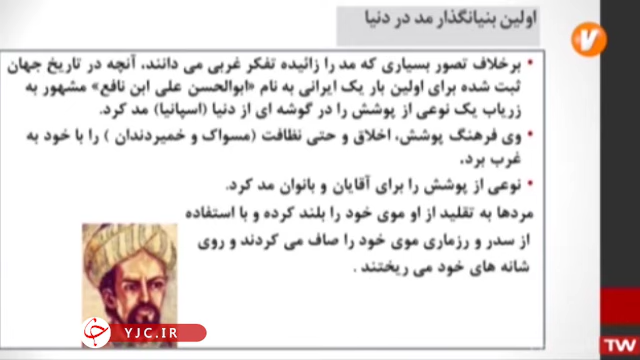 اولین بنیانگذار مد در دنیا
• برخلاف تصور بسیاری که مد را زائیده تفکر غربی می دانند، آنچه در تاریخ جهان
ثبت شده برای اولین بار یک ایرانی به نام «ابوالحسن علی ابن نافع» مشهور به
زریاب یک نوعی از پوشش را در گوشه ای از دنیا (اسپانیا) مد کرد.
• وی فرهنگ پوشش، اخلاق و حتی نظافت (مسواک و خمیردندان ) را با خود به
غرب برد.
• نوعی از پوشش را برای آقایان و بانوان مد کرد.
مردها به تقلید از او موی خود را بلند کرده و با استفاده
از سدر و رزماری موی خود را صاف می کردند و روی
شانه های خود می ریختند .
YJC.IR
TW